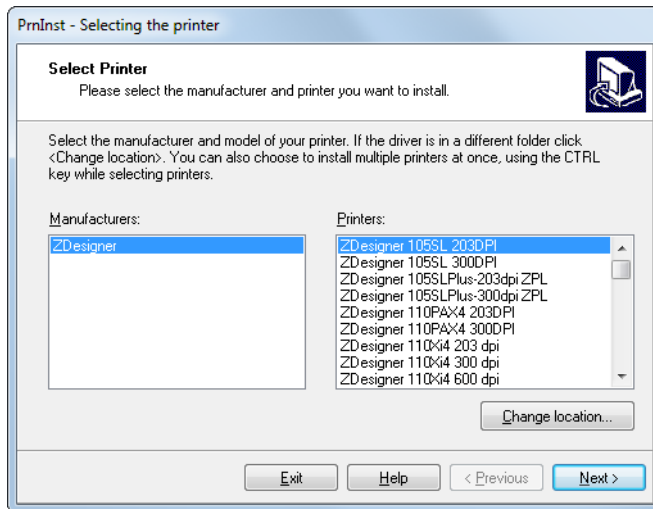 PrnInst - Selecting the printer
Select Printer
Please select the manufacturer and printer you want to install.
Select the manufacturer and model of your printer. If the driver is in a different folder click
<Change location>. You can also choose to install multiple printers at once, using the CTRL
key while selecting printers.
Manufacturers:
ZDesigner
Printers:
ZDesigner 105SL 203DPI
ZDesigner 105SL 300DPI
ZDesigner 105SLPlus-203dpi ZPL
ZDesigner 105SLPlus-300dpi ZPL
ZDesigner 110PAX4 203DPI
ZDesigner 110PAX4 300DPI
ZDesigner 110Xi4 203 dpi
ZDesigner 110Xi4 300 dpi
ZDesigner 110Xi4 600 dpi
Change location...
Exit
Help
< Previous
Next >